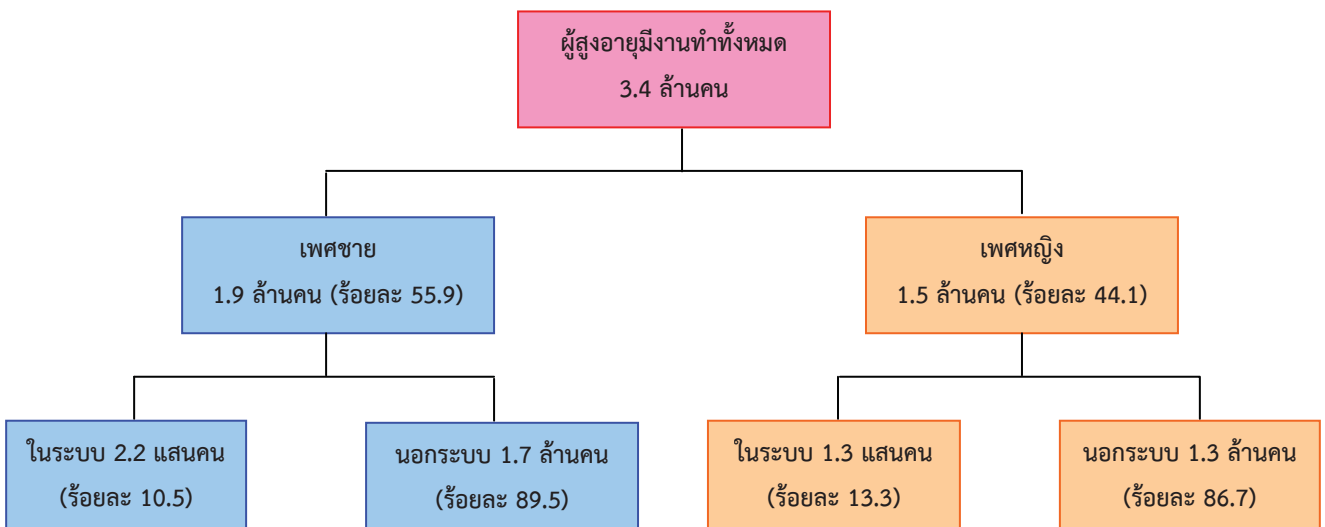 ผู้สูงอายุมีงานทำทั้งหมด
3.4 ล้านคน
เพศชาย
1.9 ล้านคน (ร้อยละ 55.9)
เพศหญิง
1.5 ล้านคน (ร้อยละ 44.1)
ในระบบ 2.2 แสนคน
(ร้อยละ 10.5)
นอกระบบ 1.7 ล้านคน
(ร้อยละ 89.5)
ในระบบ 1.3 แสนคน
(ร้อยละ 13.3)
นอกระบบ 1.3 ล้านคน
(ร้อยละ 86.7)